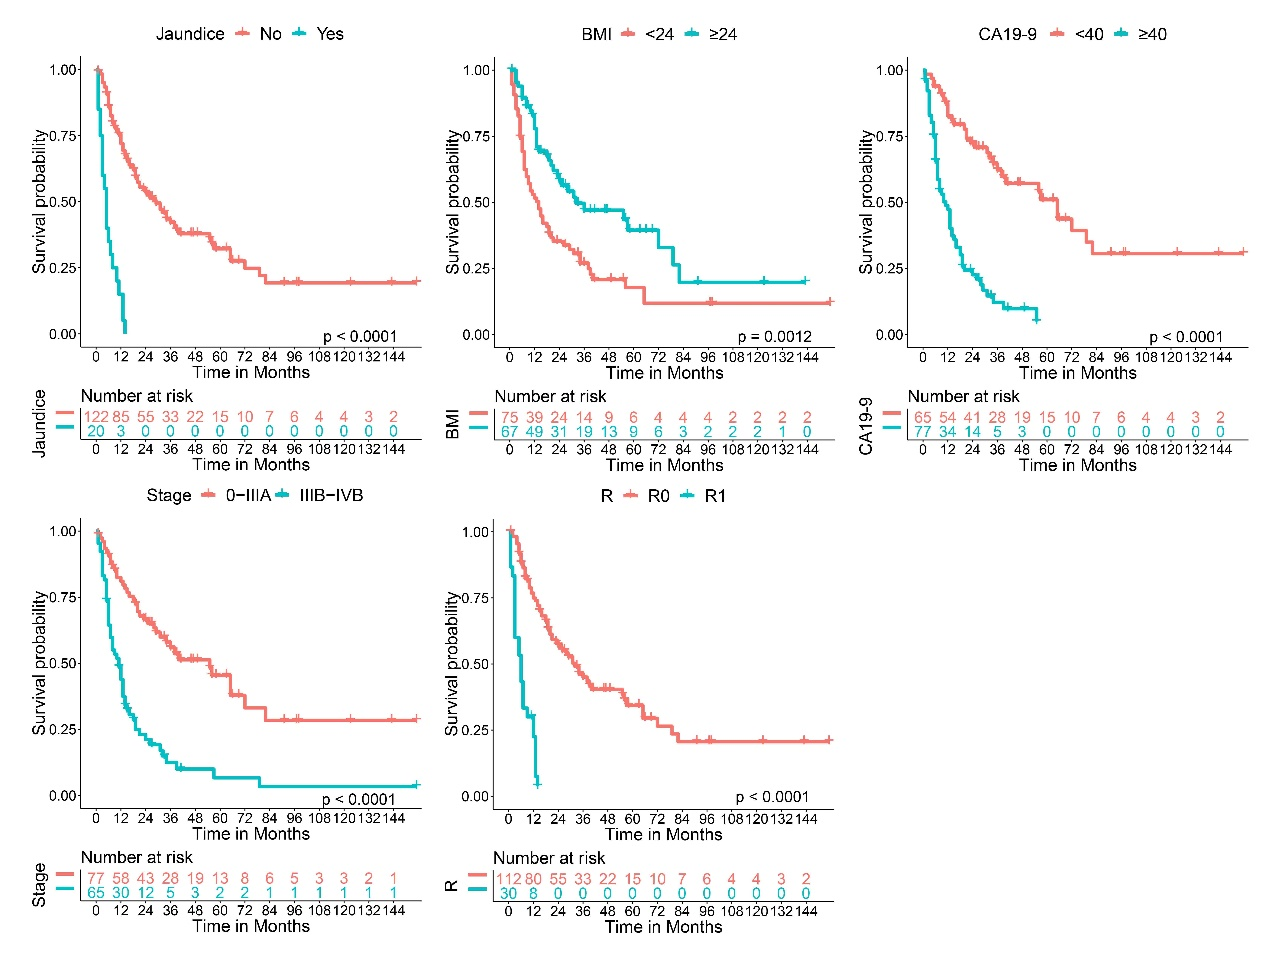 Jaundice No Yes
1.00
0.75
0.50
0.25
0.00
Survival probability
p < 0.0001
0 12 24 36 48 60 72 84 96 108 120 132 144
Time in Months
Number at risk
Jaundice
122 85 55 33 22 15 10 7 6 4 4 3 2
20 3 0 0 0 0 0 0 0 0 0 0 0
0 12 24 36 48 60 72 84 96 108 120 132 144
Time in Months
BMI <24 ≥24
1.00
0.75
0.50
0.25
0.00
Survival probability
p = 0.0012
0 12 24 36 48 60 72 84 96 108 120 132 144
Time in Months
Number at risk
BMI
75 39 24 14 9 6 4 4 4 2 2 2 2
67 49 31 19 13 9 6 3 2 2 2 1 0
0 12 24 36 48 60 72 84 96 108 120 132 144
Time in Months
CA19-9 <40 ≥40
1.00
0.75
0.50
0.25
0.00
Survival probability
p < 0.0001
0 12 24 36 48 60 72 84 96 108 120 132 144
Time in Months
Number at risk
CA19-9
65 54 41 28 19 15 10 7 6 4 4 3 2
77 34 14 5 3 0 0 0 0 0 0 0 0
0 12 24 36 48 60 72 84 96 108 120 132 144
Time in Months
Stage 0−IIIA IIIB−IVB
1.00
0.75
0.50
0.25
0.00
Survival probability
p < 0.0001
0 12 24 36 48 60 72 84 96 108 120 132 144
Time in Months
Number at risk
Stage
77 58 43 28 19 13 8 6 5 3 3 2 1
65 30 12 5 3 2 2 1 1 1 1 1 1
0 12 24 36 48 60 72 84 96 108 120 132 144
Time in Months
R R0 R1
1.00
0.75
0.50
0.25
0.00
Survival probability
p < 0.0001
0 12 24 36 48 60 72 84 96 108 120 132 144
Time in Months
Number at risk
R
112 80 55 33 22 15 10 7 6 4 4 3 2
30 8 0 0 0 0 0 0 0 0 0 0 0
0 12 24 36 48 60 72 84 96 108 120 132 144
Time in Months